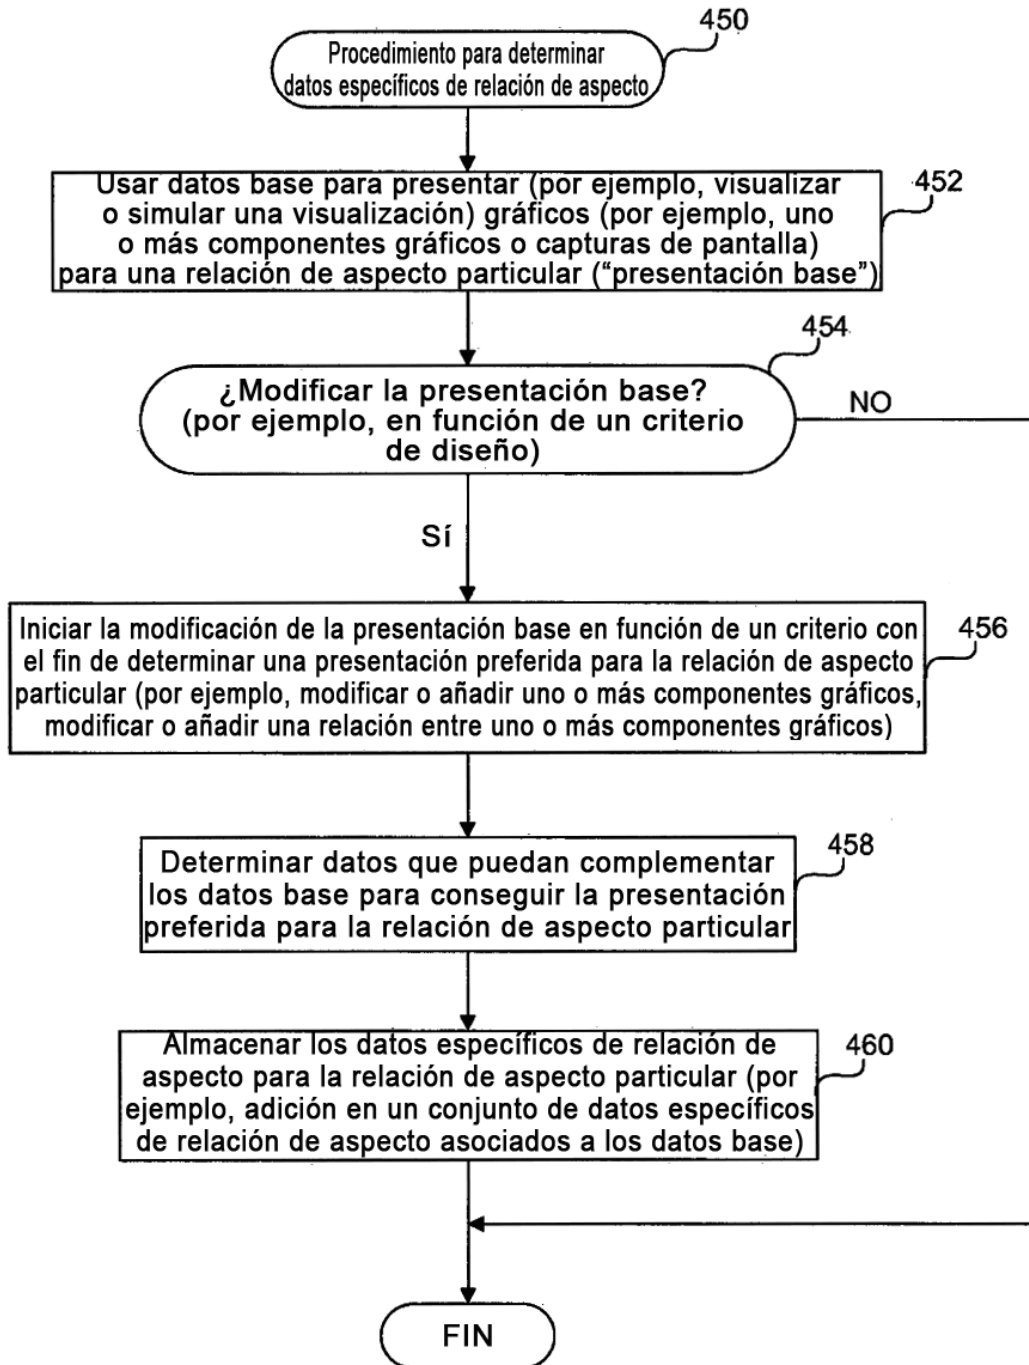 450
Procedimiento para determinar
datos específicos de relación de aspecto
452
Usar datos base para presentar (por ejemplo, visualizar
o simular una visualización) gráficos (por ejemplo, uno
o más componentes gráficos o capturas de pantalla)
para una relación de aspecto particular (“presentación base”)
454
¿Modificar la presentación base?
(por ejemplo, en función de un criterio
de diseño)
NO
Sí
456
Iniciar la modificación de la presentación base en función de un criterio con
el fin de determinar una presentación preferida para la relación de aspecto
particular (por ejemplo, modificar o añadir uno o más componentes gráficos,
modificar o añadir una relación entre uno o más componentes gráficos)
458
Determinar datos que puedan complementar
los datos base para conseguir la presentación
preferida para la relación de aspecto particular
460
Almacenar los datos específicos de relación de
aspecto para la relación de aspecto particular (por
ejemplo, adición en un conjunto de datos específicos
de relación de aspecto asociados a los datos base)
FIN